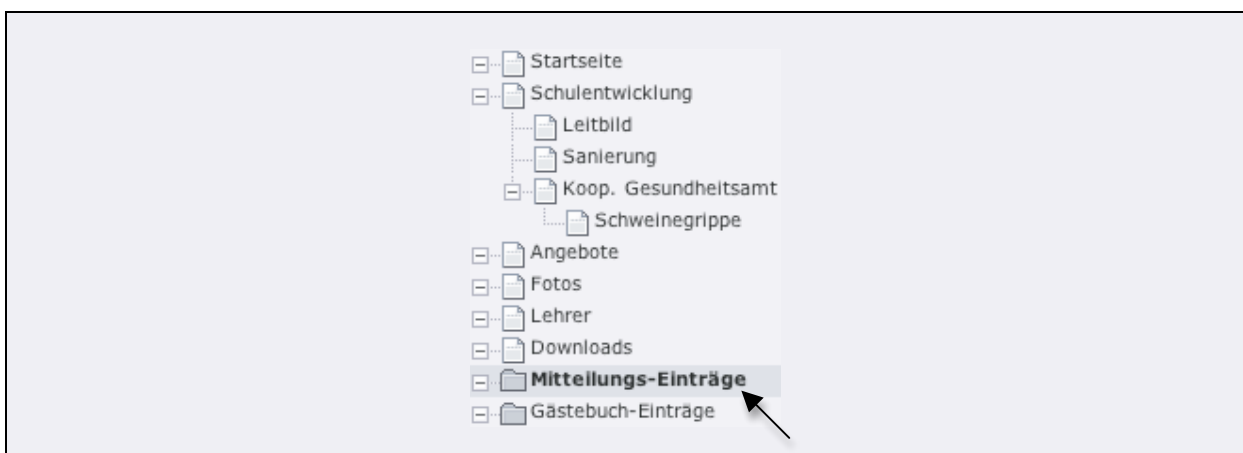 Startseite
Schulentwicklung
Leitbild
Sanierung
Koop. Gesundheitsamt
Schweinegrippe
Angebote
Fotos
Lehrer
Downloads
Mitteilungs-Einträge
Gästebuch-Einträge